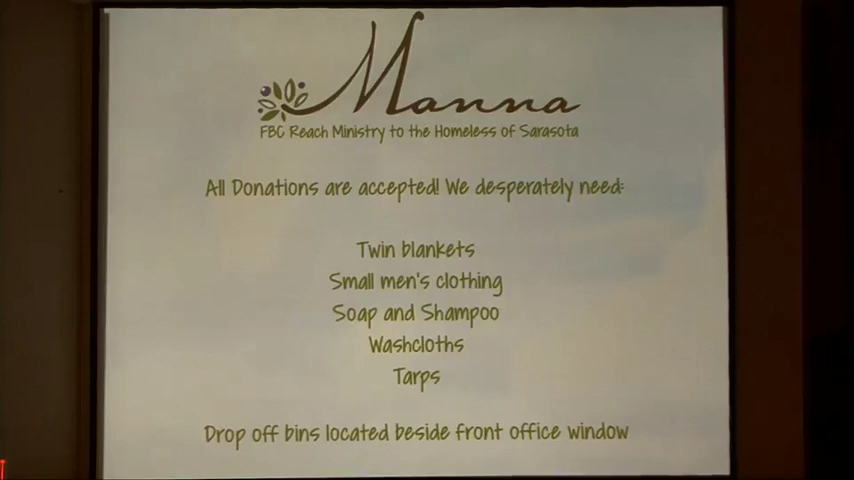 Manna
FBC Reach Ministry to the Homeless of Sarasota
All Donations are accepted! We desperately need:
Twin blankets
Small men's clothing
Soap and Shampoo
Washcloths
Tarps
Drop off bins located beside front office window